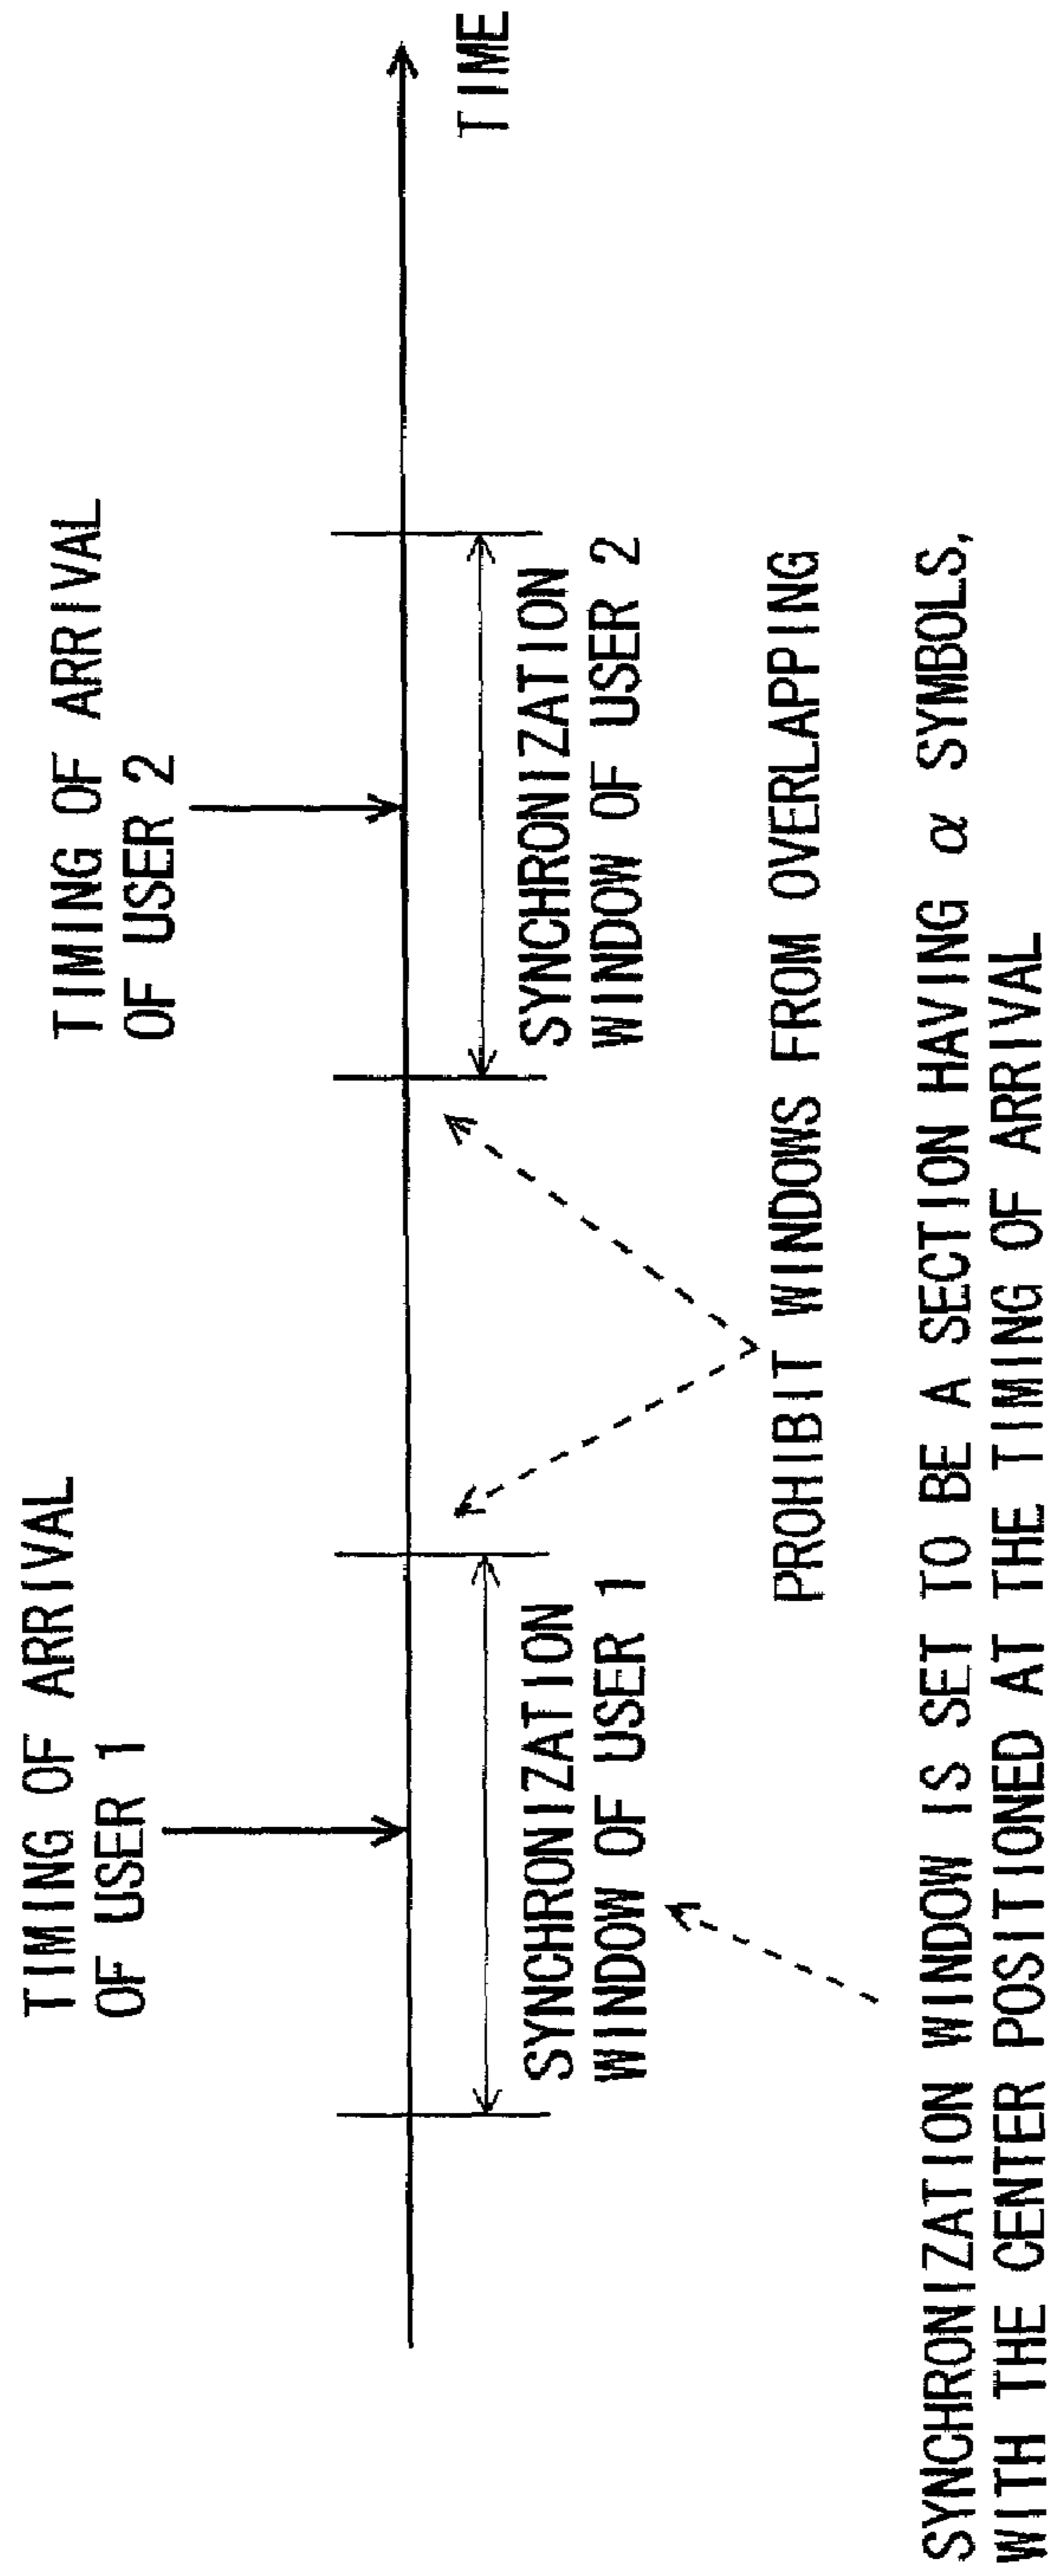 TIMING OF ARRIVAL
OF USER 1
TIMING OF ARRIVAL
OF USER 2
TIME
SYNCHRONIZATION
WINDOW OF USER 1
SYNCHRONIZATION
WINDOW OF USER 2
PROHIBIT WINDOWS FROM OVERLAPPING
SYNCHRONIZATION WINDOW IS SET TO BE A SECTION HAVING α SYMBOLS,
WITH THE CENTER POSITIONED AT THE TIMING OF ARRIVAL